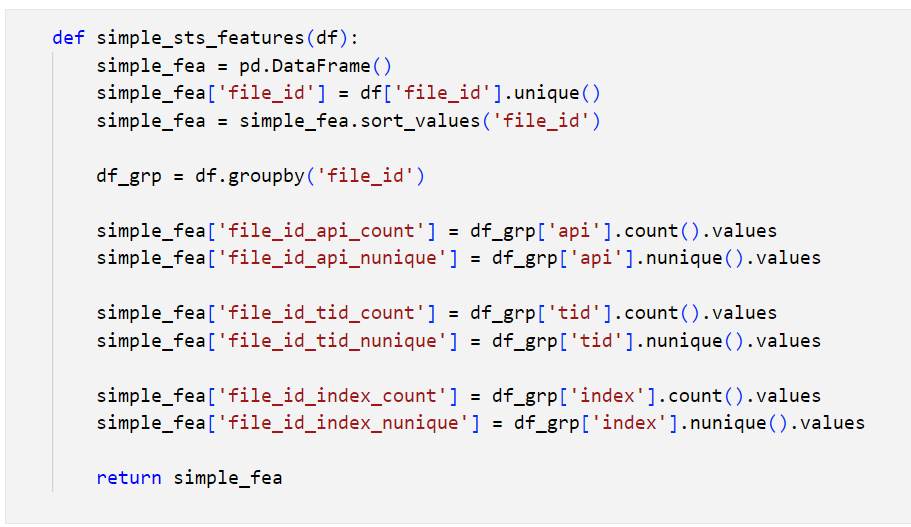 def simple_sts_features(df):
    simple_fea = pd.DataFrame()
    simple_fea['file_id'] = df['file_id'].unique()
    simple_fea = simple_fea.sort_values('file_id')

    df_grp = df.groupby('file_id')

    simple_fea['file_id_api_count'] = df_grp['api'].count().values
    simple_fea['file_id_api_nunique'] = df_grp['api'].nunique().values

    simple_fea['file_id_tid_count'] = df_grp['tid'].count().values
    simple_fea['file_id_tid_nunique'] = df_grp['tid'].nunique().values

    simple_fea['file_id_index_count'] = df_grp['index'].count().values
    simple_fea['file_id_index_nunique'] = df_grp['index'].nunique().values

    return simple_fea